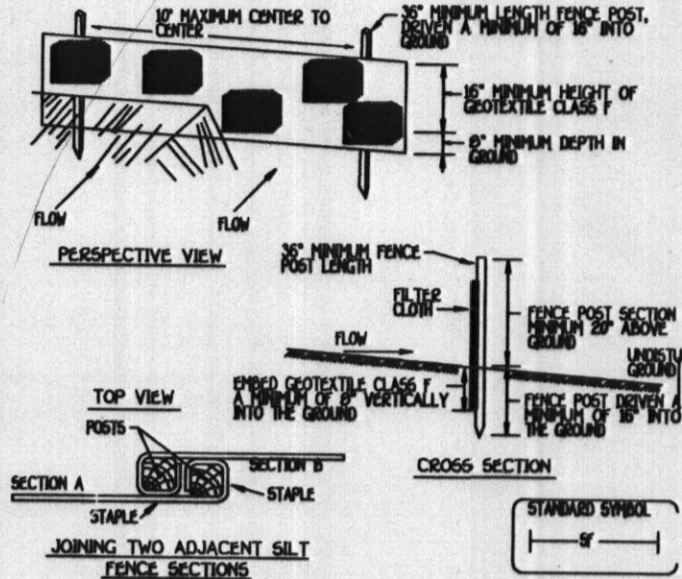 10" MAXIMUM CENTER TO
CENTER
36" MINIMUM LENGTH FENCE POST,
DRIVEN A MINIMUM OF 16" INTO
GROUND
16" MINIMUM HEIGHT OF
GEOTEXTILE CLASS F
8" MINIMUM DEPTH IN
GROUND
FLOW
FLOW
PERSPECTIVE VIEW
36" MINIMUM FENCE
POST LENGTH
FILTER
CLOTH
FENCE POST SECTION
MINIMUM 20" ABOVE
GROUND
FLOW
UNDISTU
GROUND
EMBED GEOTEXTILE CLASS F
A MINIMUM OF 8" VERTICALLY
INTO THE GROUND
FENCE POST DRIVEN A
MINIMUM OF 16" INTO
THE GROUND
CROSS SECTION
TOP VIEW
POSTS
SECTION B
SECTION A
STAPLE
STAPLE
JOINING TWO ADJACENT SILT
FENCE SECTIONS
STANDARD SYMBOL
SF